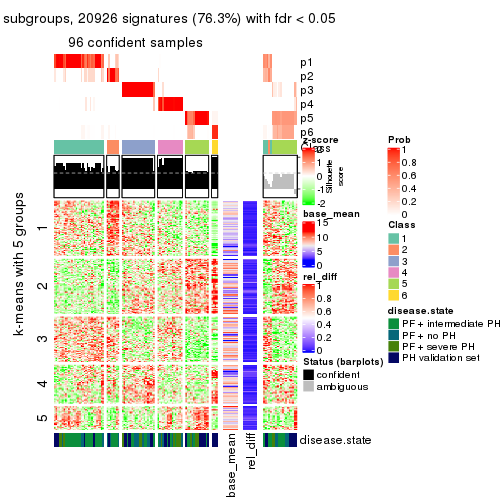 subgroups, 20926 signatures (76.3%) with fdr < 0.05
96 confident samples
p1
p2
p3
p4
p5
p6
Class
Silhouette score
1
2
3
4
5
k-means with 5 groups
base_mean
rel_diff
disease.state
z-score
2
1
0
-1
-2
base_mean
15
10
5
0
rel_diff
1
0.8
0.6
0.4
0.2
0
Status (barplots)
confident
ambiguous
Prob
1
0.8
0.6
0.4
0.2
0
Class
1
2
3
4
5
6
disease.state
PF + intermediate PH
PF + no PH
PF + severe PH
PH validation set